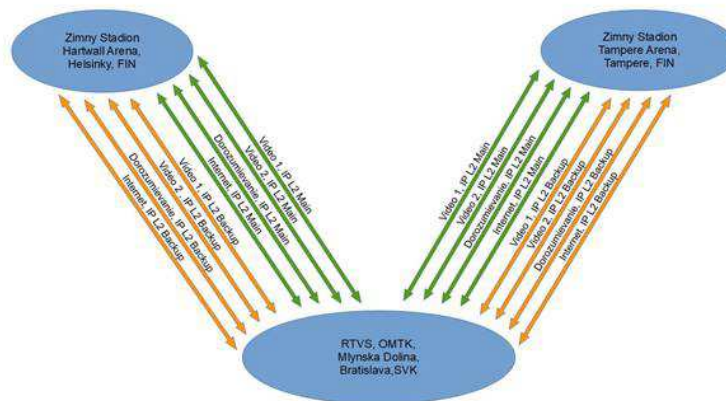 Zimny Stadion
Hartwall Arena,
Helsinky, FIN
Zimny Stadion
Tampere Arena,
Tampere, FIN
Internet, IP L2 Backup
Dorozumievanie, IP L2 Backup
Video 2, IP L2 Backup
Video 1, IP L2 Backup
Internet, IP L2 Main
Dorozumievanie, IP L2 Main
Video 2, IP L2 Main
Video 1, IP L2 Main
Video 1, IP L2 Main
Video 2, IP L2 Main
Dorozumievanie, IP L2 Main
Internet, IP L2 Main
Video 1, IP L2 Backup
Video 2, IP L2 Backup
Dorozumievanie, IP L2 Backup
Internet, IP L2 Backup
RTVS, OMTK,
Mlynska Dolina,
Bratislava,SVK